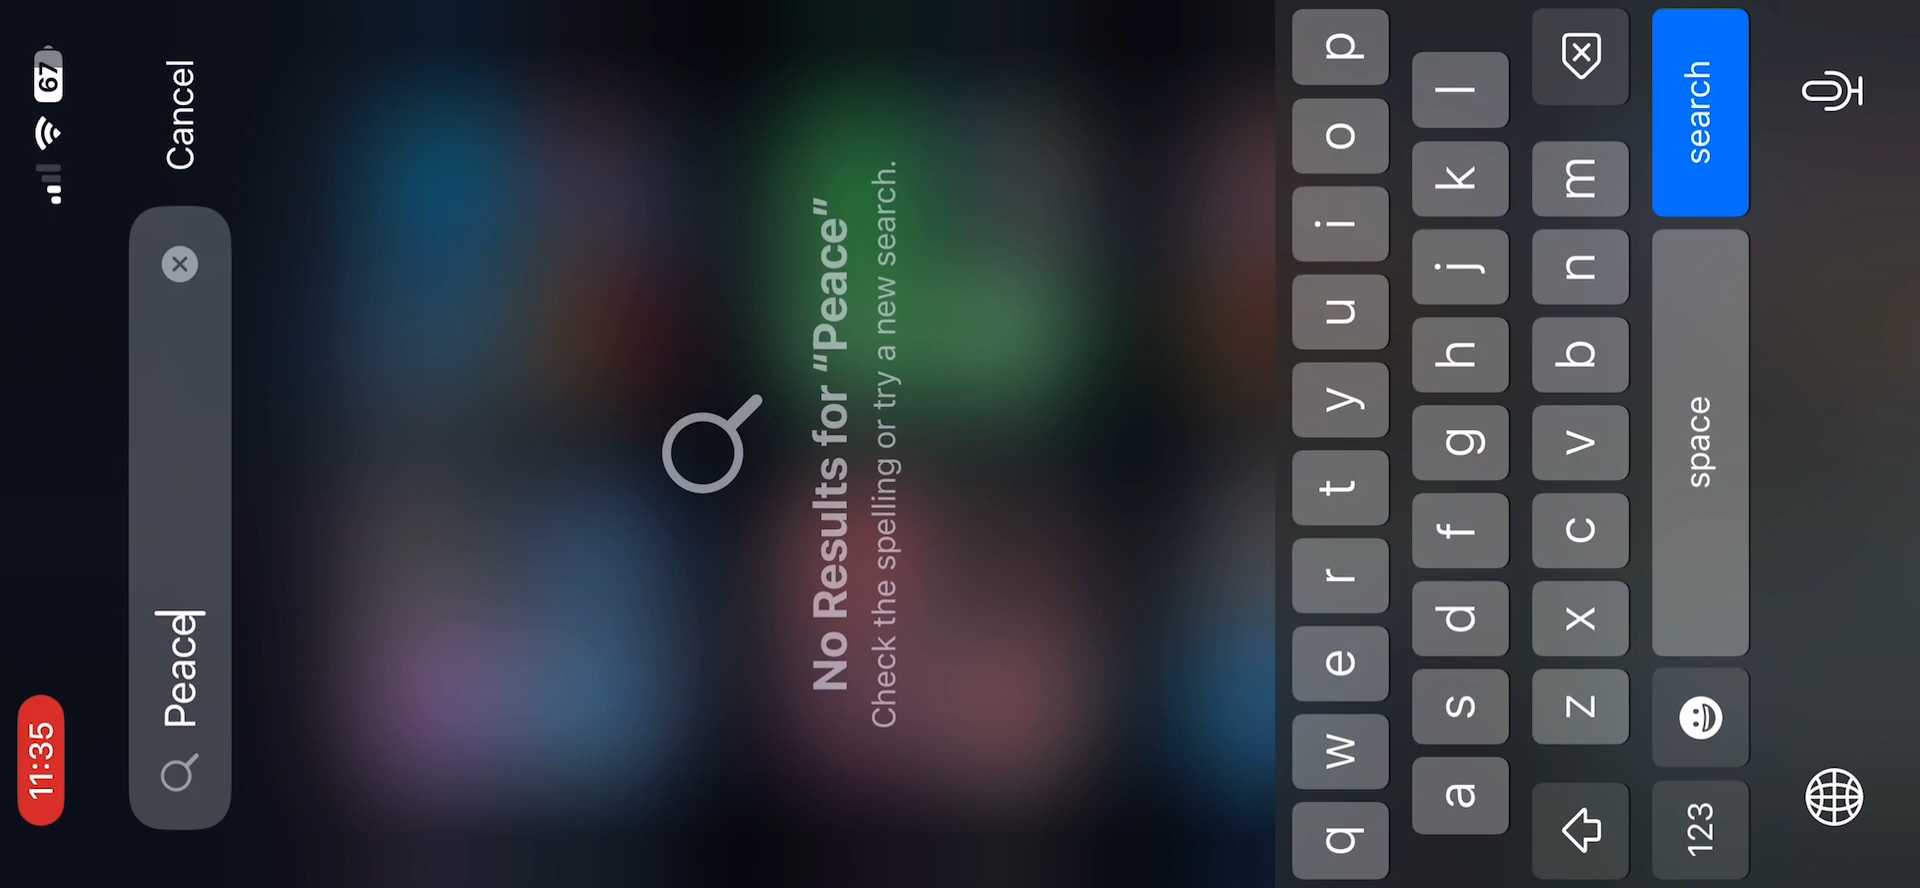 11:35
67
Peace
Cancel
No Results for “Peace”
Check the spelling or try a new search.
q w e r t y u i o p
a s d f g h j k l
z x c v b n m
123
space
search